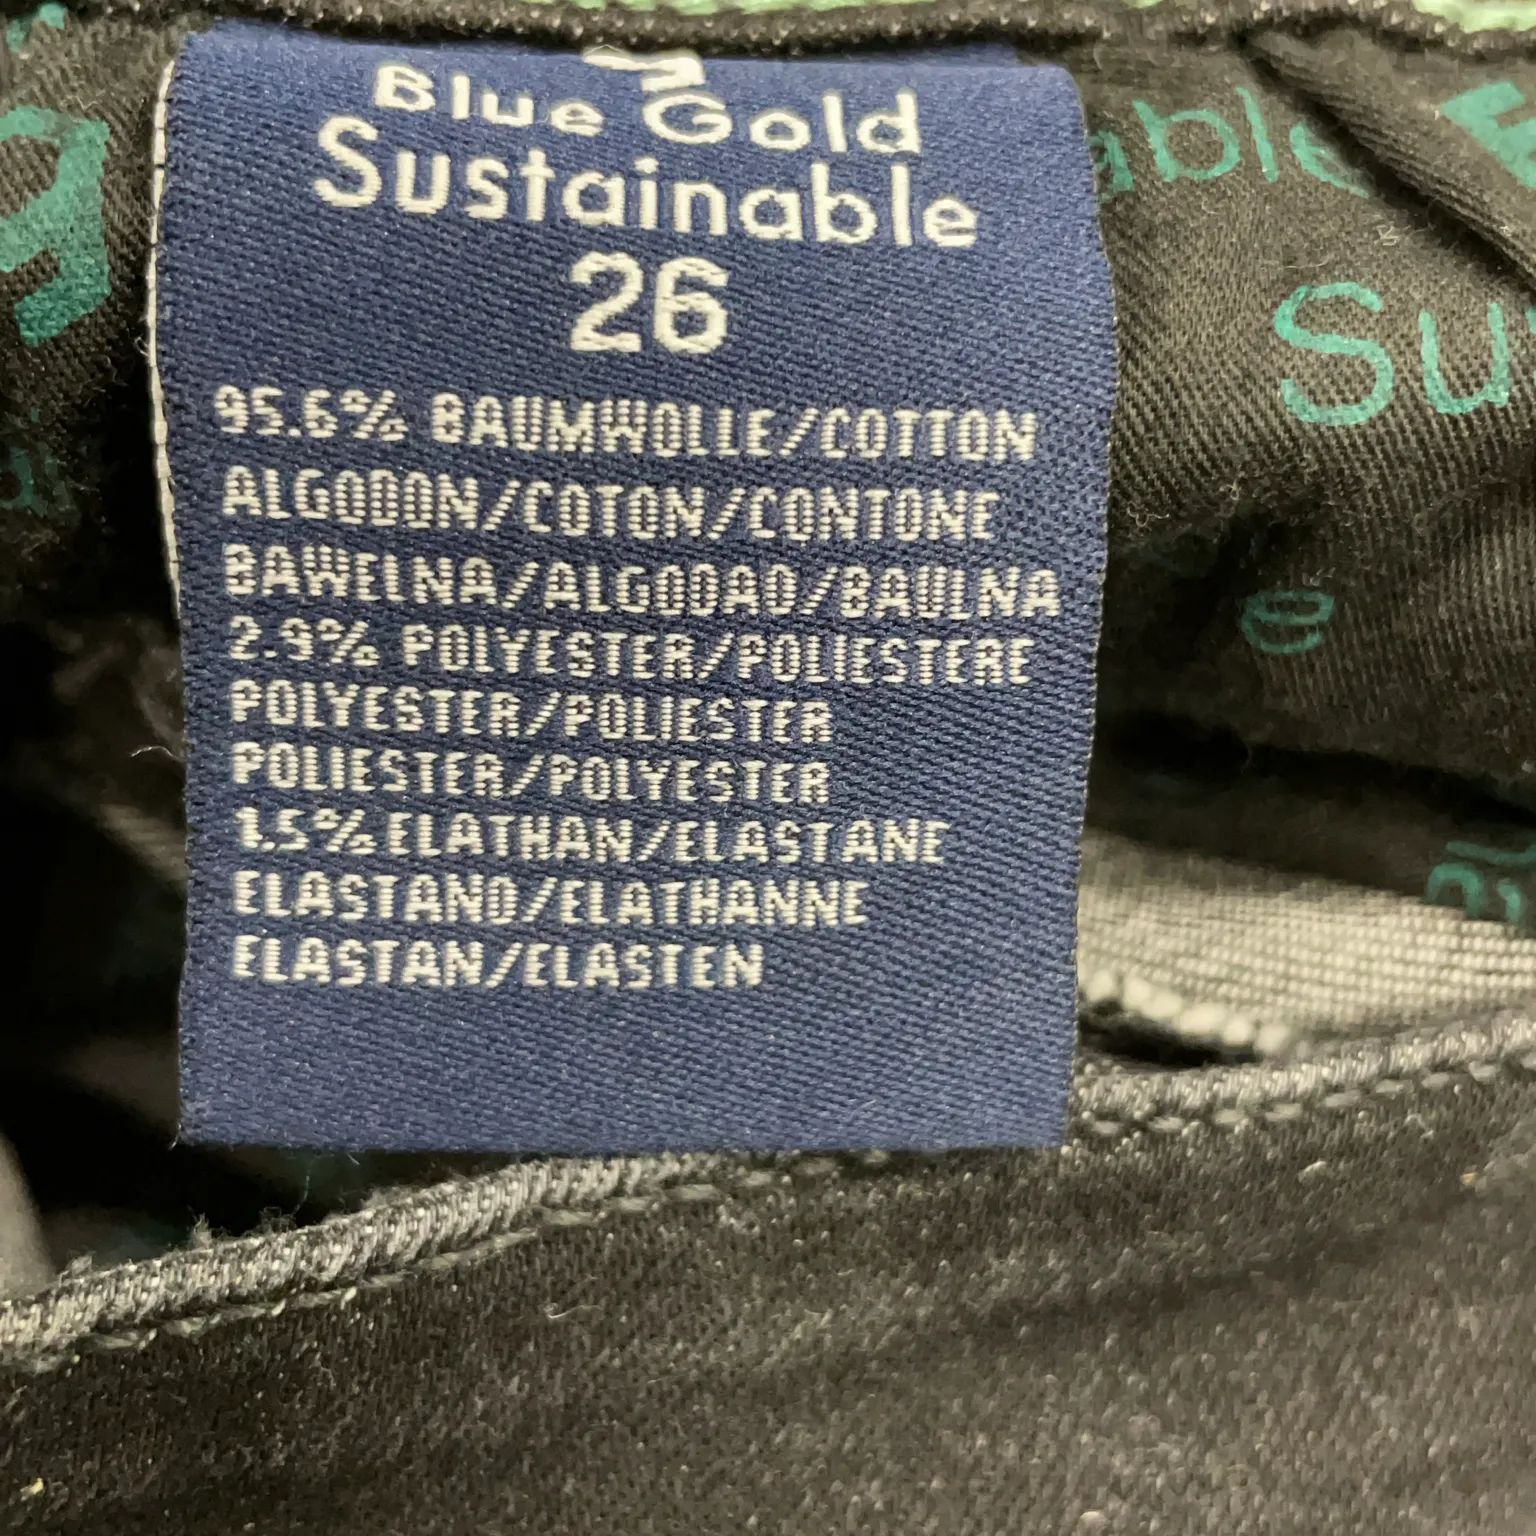 Blue Gold
Sustainable
26
95.6% BAUMWOLLE/COTTON
ALGODON/COTON/CONTONE
BAWELNA/ALGODAO/BAULNA
2.9% POLYESTER/POLIESTERE
POLYESTER/POLIESTER
POLIESTER/POLYESTER
1.5% ELATHAN/ELASTANE
ELASTANO/ELATHANNE
ELASTAN/ELASTEN
able
Su
e